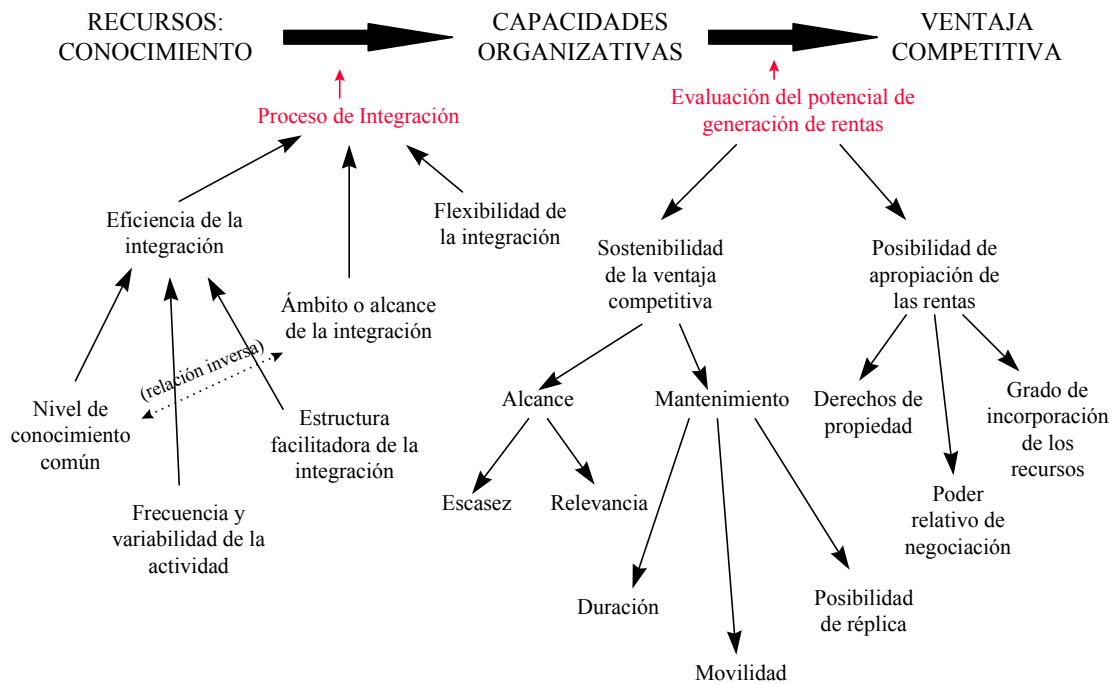 RECURSOS:
CONOCIMIENTO
CAPACIDADES
ORGANIZATIVAS
VENTAJA
COMPETITIVA
Proceso de Integración
Evaluación del potencial de
generación de rentas
Eficiencia de la
integración
Flexibilidad de
la integración
Ámbito o alcance
de la integración
(relación inversa)
Nivel de
conocimiento
común
Estructura
facilitadora de la
integración
Frecuencia y
variabilidad de la
actividad
Sostenibilidad
de la ventaja
competitiva
Posibilidad de
apropiación de
las rentas
Alcance
Mantenimiento
Escasez
Relevancia
Duración
Movilidad
Posibilidad
de réplica
Derechos de
propiedad
Poder
relativo de
negociación
Grado de
incorporación
de los
recursos